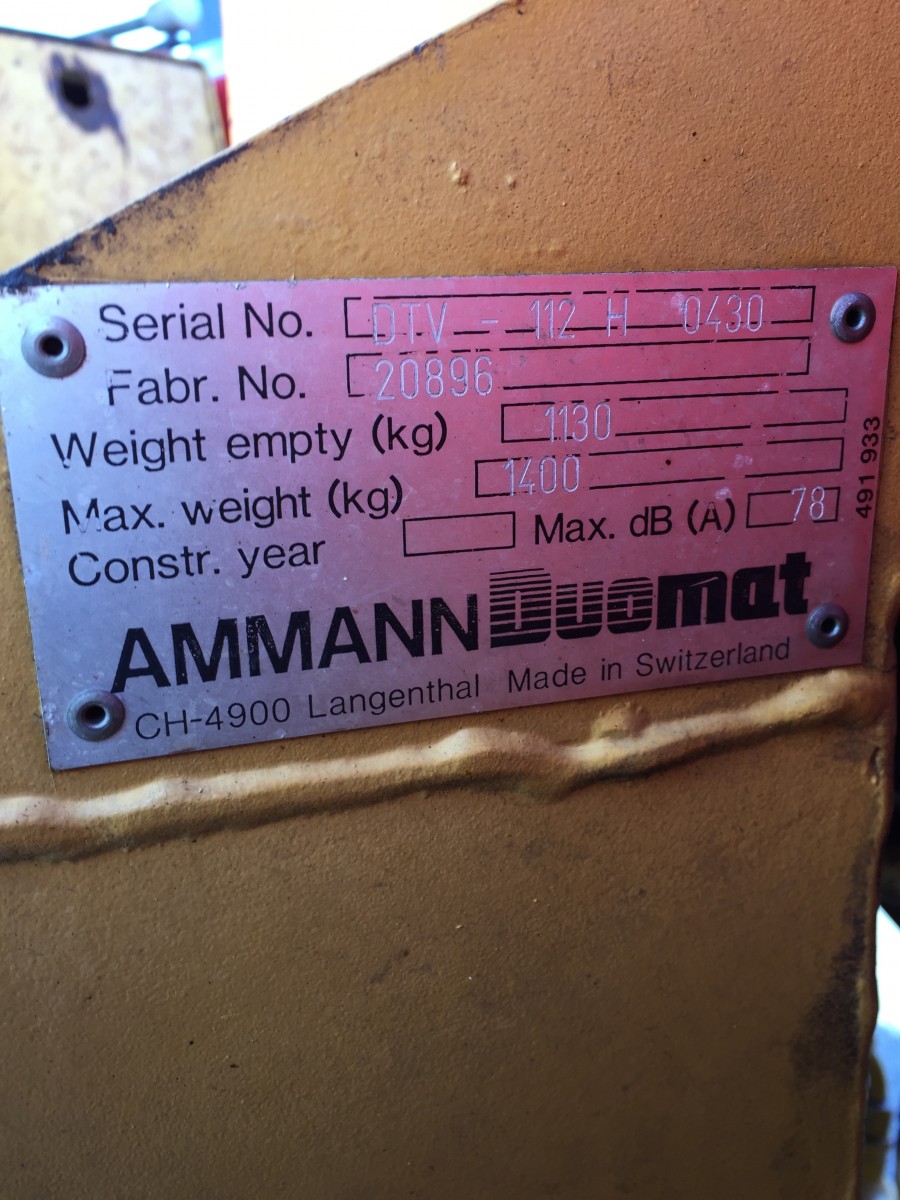 Serial No. DTV - 112 H 0430
Fabr. No. 20896
Weight empty (kg) 1130
Max. weight (kg) 1400
Constr. year Max. dB (A) 78
491 933
AMMANN Duomat
CH-4900 Langenthal Made in Switzerland